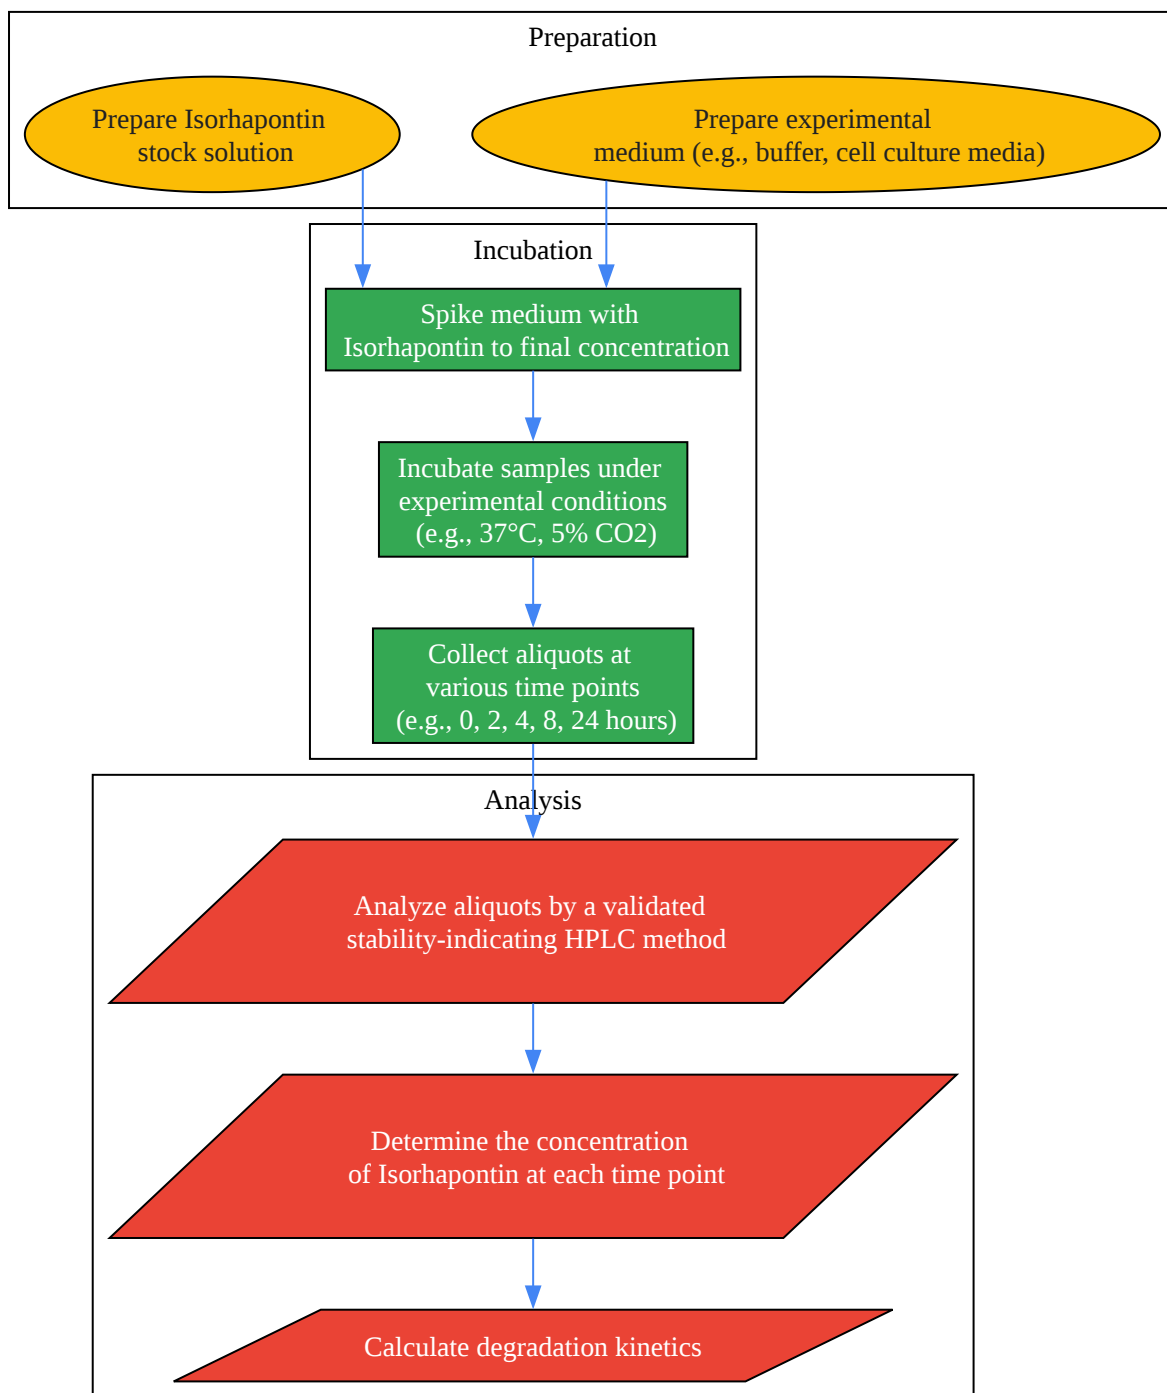 Preparation
Prepare Isorhapontin
stock solution
Prepare experimental
medium (e.g., buffer, cell culture media)
Incubation
Spike medium with
Isorhapontin to final concentration
Incubate samples under
experimental conditions
(e.g., 37°C, 5% CO2)
Collect aliquots at
various time points
(e.g., 0, 2, 4, 8, 24 hours)
Analysis
Analyze aliquots by a validated
stability-indicating HPLC method
Determine the concentration
of Isorhapontin at each time point
Calculate degradation kinetics